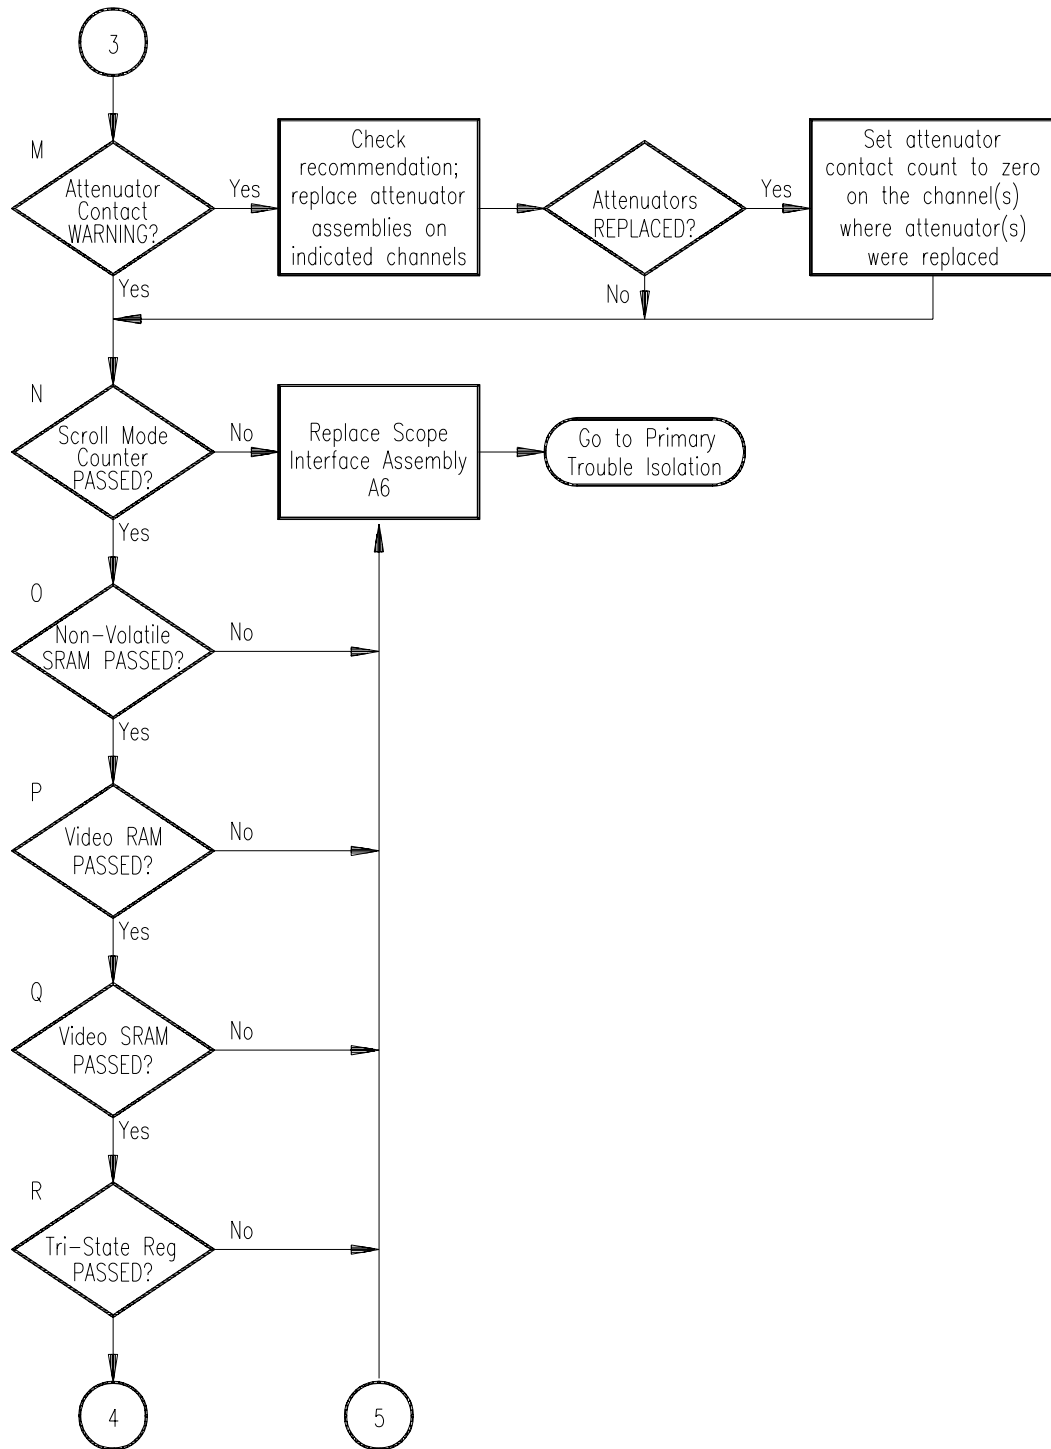 3
M
Attenuator
Contact
WARNING?
Yes
Check
recommendation;
replace attenuator
assemblies on
indicated channels
Attenuators
REPLACED?
Yes
Set attenuator
contact count to zero
on the channel(s)
where attenuator(s)
were replaced
Yes
No
N
Scroll Mode
Counter
PASSED?
No
Replace Scope
Interface Assembly
A6
Go to Primary
Trouble Isolation
Yes
O
Non-Volatile
SRAM PASSED?
No
Yes
P
Video RAM
PASSED?
No
Yes
Q
Video SRAM
PASSED?
No
Yes
R
Tri-State Reg
PASSED?
No
4
5